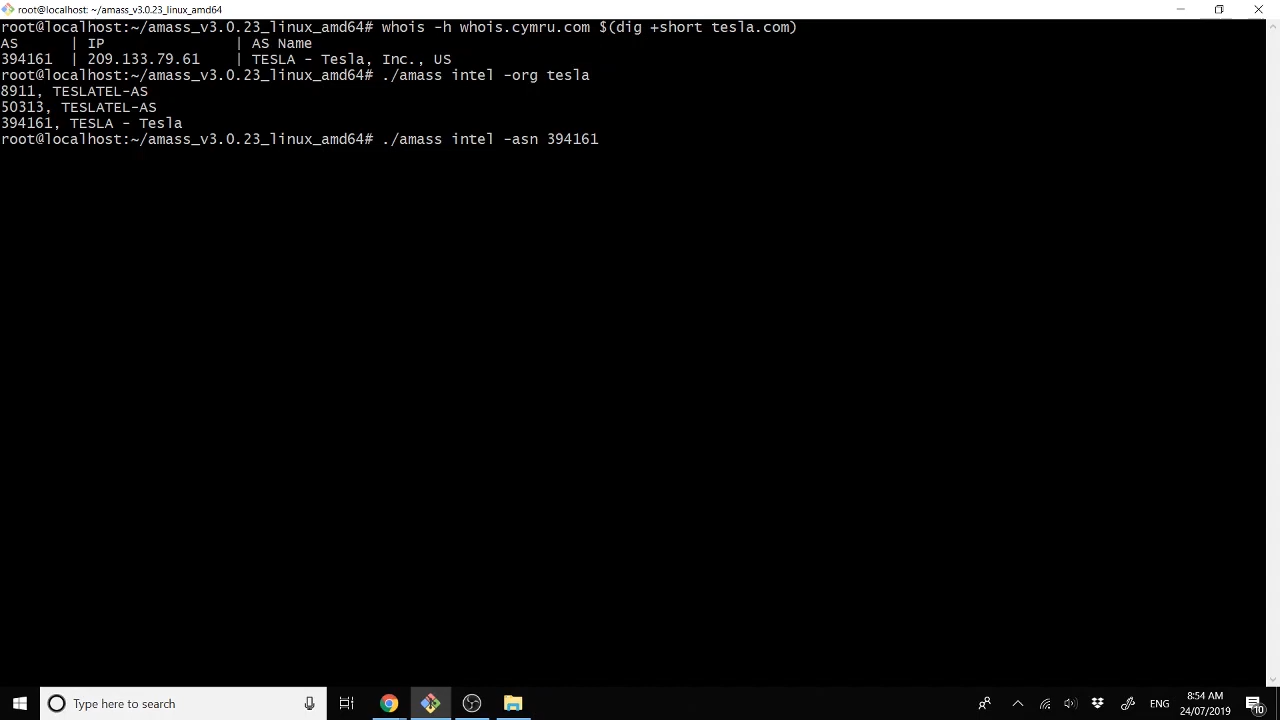 root@localhost: ~/amass_v3.0.23_linux_amd64
root@localhost:~/amass_v3.0.23_linux_amd64# whois -h whois.cymru.com $(dig +short tesla.com)
AS | IP | AS Name
394161 | 209.133.79.61 | TESLA - Tesla, Inc., US
root@localhost:~/amass_v3.0.23_linux_amd64# ./amass intel -org tesla
8911, TESLATEL-AS
50313, TESLATEL-AS
394161, TESLA - Tesla
root@localhost:~/amass_v3.0.23_linux_amd64# ./amass intel -asn 394161
Type here to search
ENG
8:54 AM
24/07/2019
10